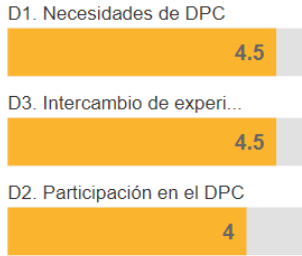 D1. Necesidades de DPC
4.5
D3. Intercambio de experi...
4.5
D2. Participación en el DPC
4